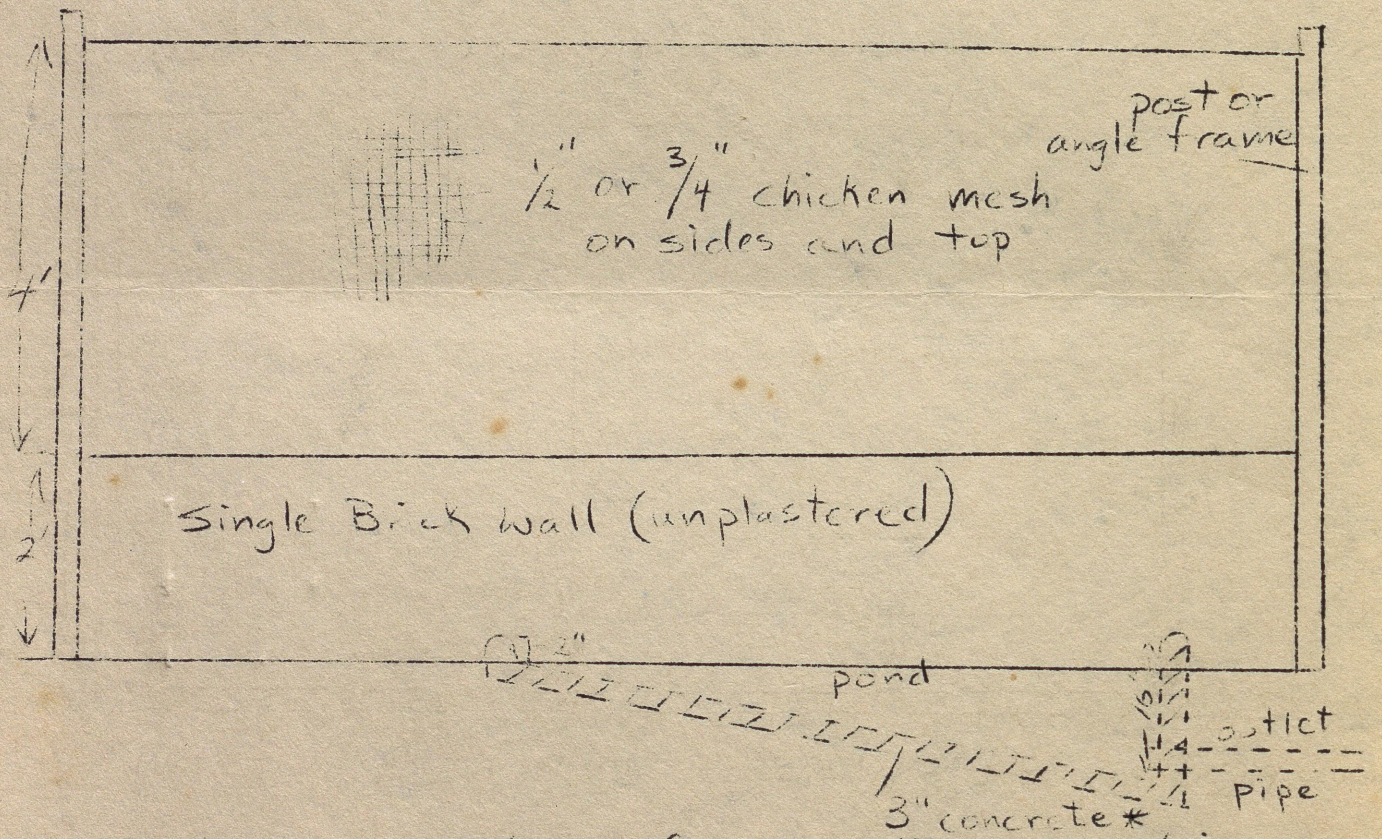 post or
angle frame
1/2" or 3/4" chicken mesh
on sides and top
4'
Single Brick wall (unplastered)
2'
2"
pond
outlet
pipe
3" concrete *